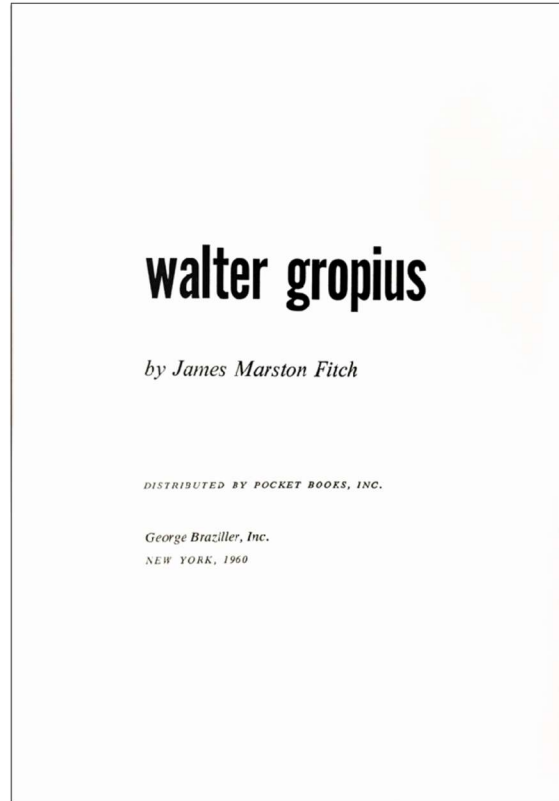 walter gropius
by James Marston Fitch
DISTRIBUTED BY POCKET BOOKS, INC.
George Braziller, Inc.
NEW YORK, 1960